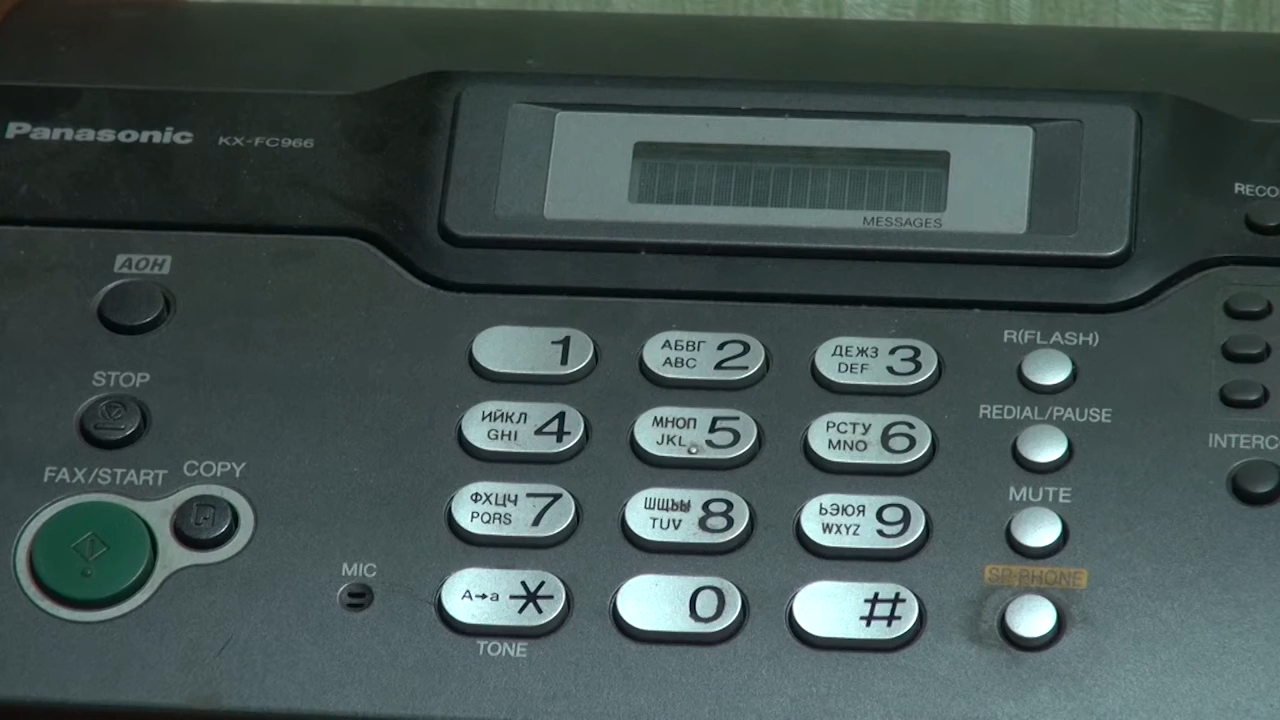 Panasonic KX-FC966
MESSAGES
RECO
АОН
STOP
FAX/START COPY
MIC
1
АБВГ ABC 2
ДЕЖЗ DEF 3
R(FLASH)
ИЙКЛ GHI 4
МНОП JKL 5
РСТУ MNO 6
REDIAL/PAUSE
INTERC
ФХЦЧ PQRS 7
ШЩЪЫ TUV 8
ЬЭЮЯ WXYZ 9
MUTE
A→a *
0
#
SP-PHONE
TONE